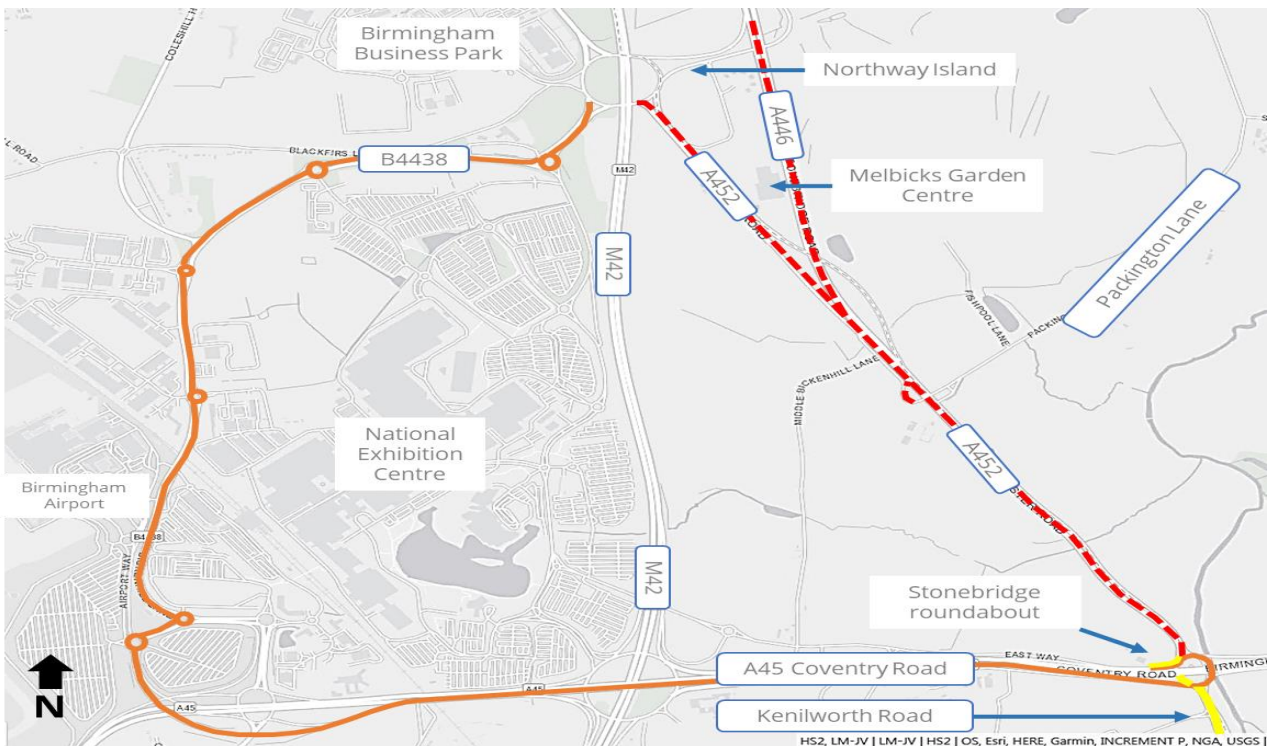 COLESHILL H
Birmingham
Business Park
Northway Island
A446
BLACKFIRS L
B4438
M42
A452
Melbicks Garden
Centre
ROAD
M42
Packington Lane
FISHPOOL LANE
PACKIN
MIDDLE BICKENHILL LANE
National
Exhibition
Centre
A452
Birmingham
Airport
B4438
AIRPORT WAY
M42
Stonebridge
roundabout
EAST WAY
A45 Coventry Road
COVENTRY ROAD
BIRMING
A45
A45
Kenilworth Road
N
HS2, LM-JV | LM-JV | HS2 | OS, Esri, HERE, Garmin, INCREMENT P, NGA, USGS |